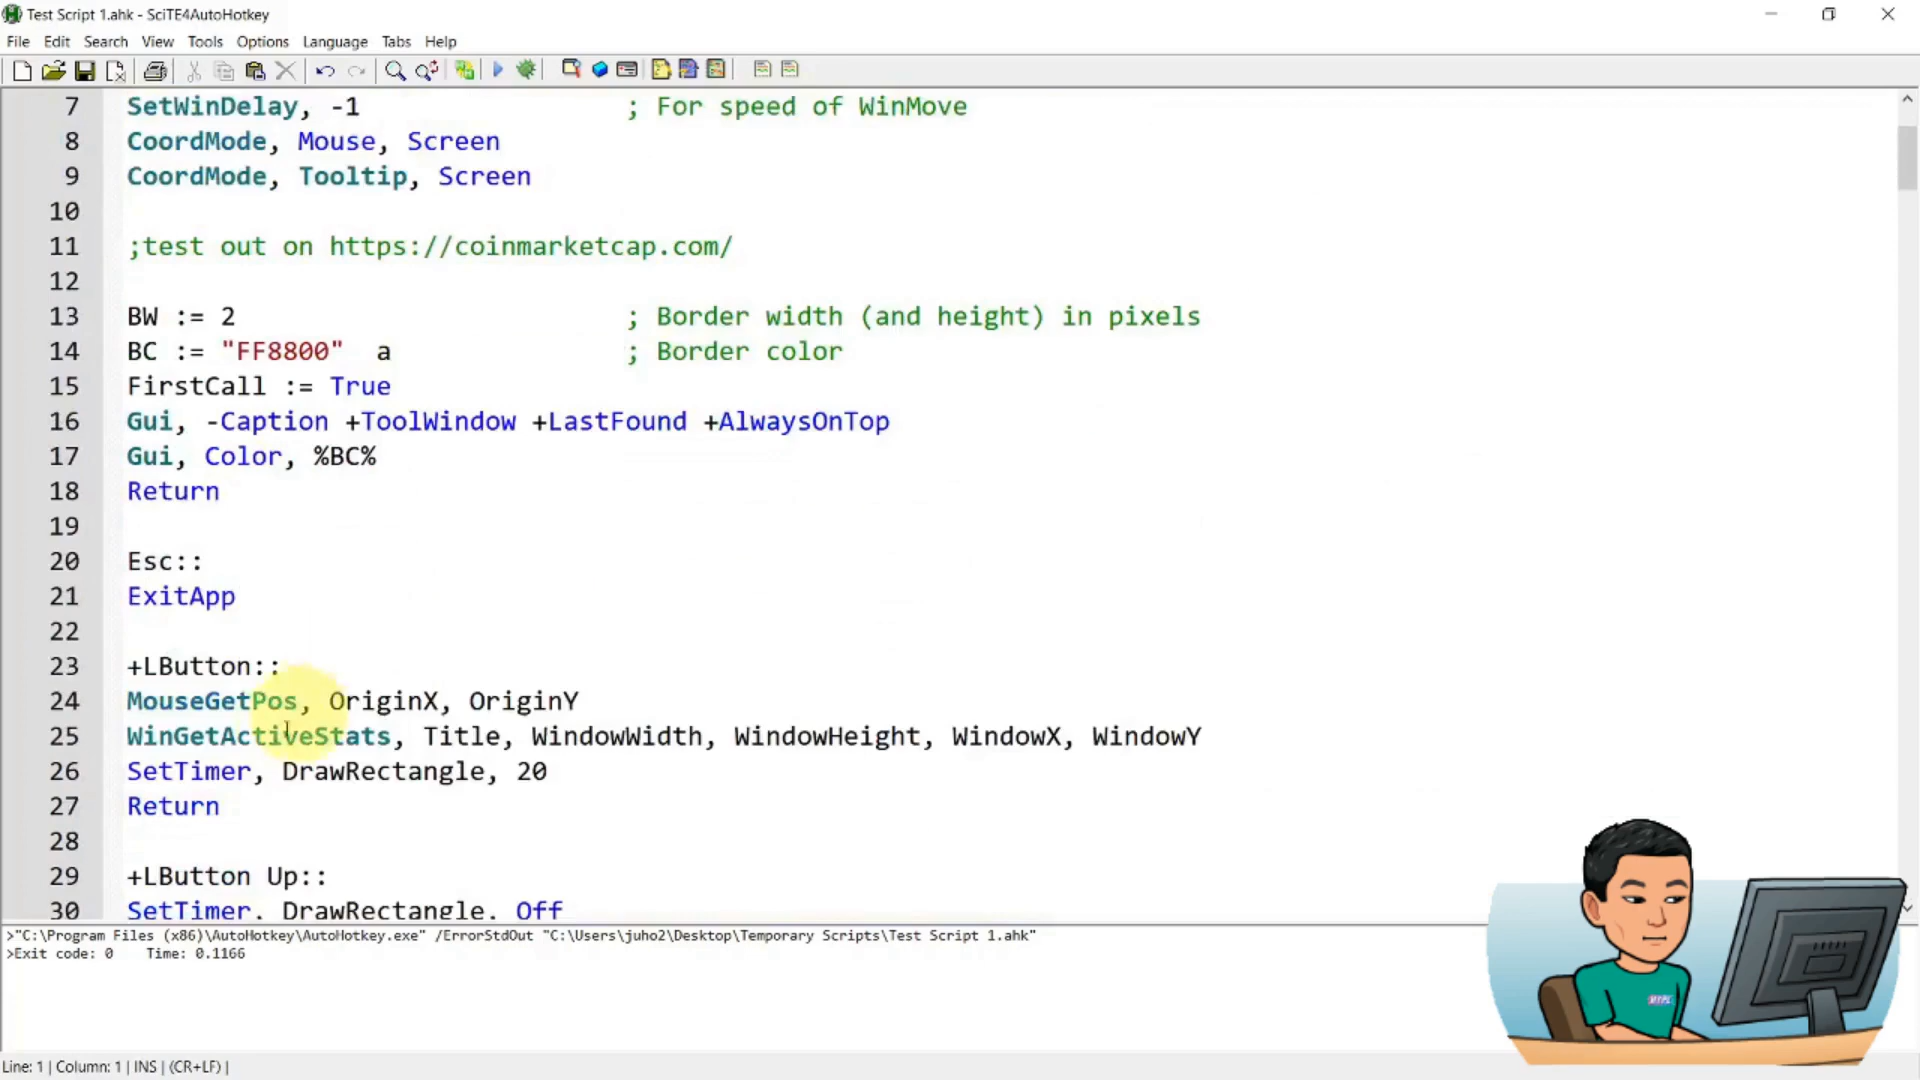 Test Script 1.ahk - SciTE4AutoHotkey
File Edit Search View Tools Options Language Tabs Help
7 SetWinDelay, -1 ; For speed of WinMove
8 CoordMode, Mouse, Screen
9 CoordMode, Tooltip, Screen
10
11 ;test out on https://coinmarketcap.com/
12
13 BW := 2 ; Border width (and height) in pixels
14 BC := "FF8800" a ; Border color
15 FirstCall := True
16 Gui, -Caption +ToolWindow +LastFound +AlwaysOnTop
17 Gui, Color, %BC%
18 Return
19
20 Esc::
21 ExitApp
22
23 +LButton::
24 MouseGetPos, OriginX, OriginY
25 WinGetActiveStats, Title, WindowWidth, WindowHeight, WindowX, WindowY
26 SetTimer, DrawRectangle, 20
27 Return
28
29 +LButton Up::
30 SetTimer, DrawRectangle, Off
>"C:\Program Files (x86)\AutoHotkey\AutoHotkey.exe" /ErrorStdOut "C:\Users\juho2\Desktop\Temporary Scripts\Test Script 1.ahk"
>Exit code: 0 Time: 0.1166
Line: 1 | Column: 1 | INS | (CR+LF) |